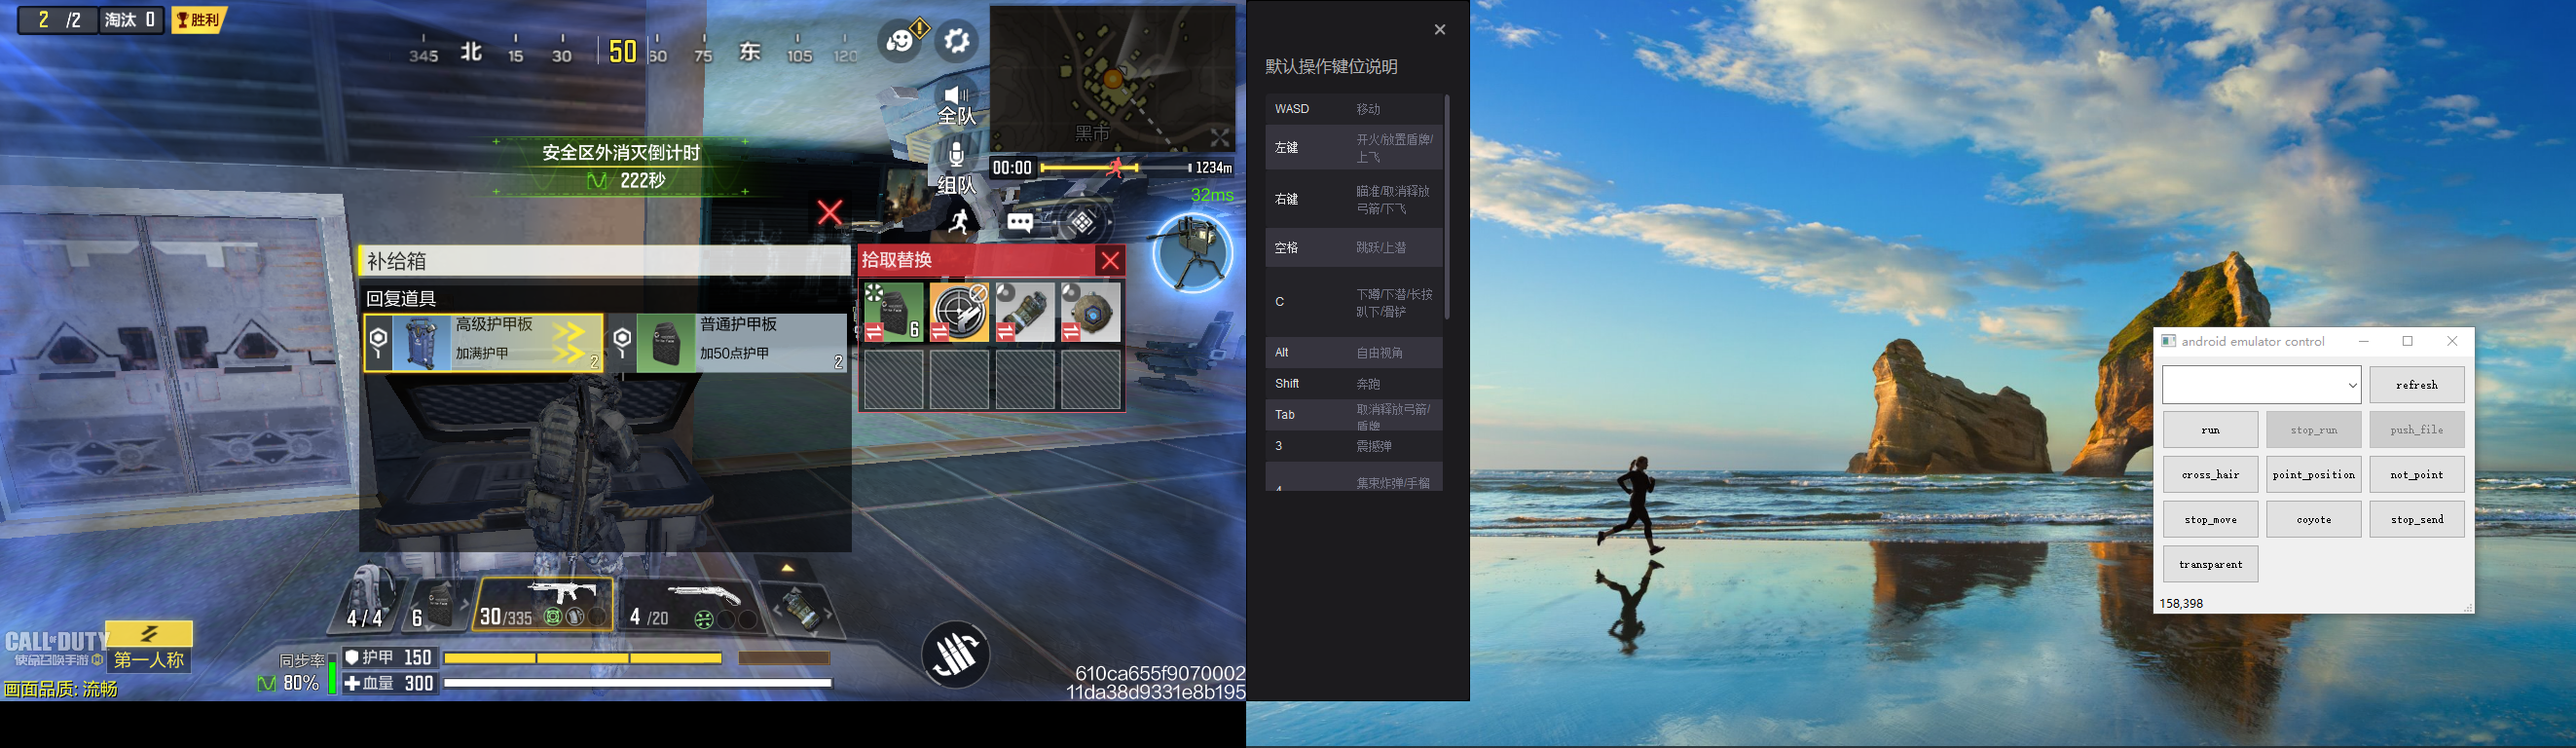 2 /2 淘汰 0 胜利
345 北 15 30 50 60 75 东 105 120
全队
组队
黑市
00:00 1234m
32ms
安全区外消灭倒计时
222秒
补给箱
回复道具
高级护甲板
加满护甲
2
普通护甲板
加50点护甲
2
拾取替换
6
4/4 6 30/335 4 /20
CALL OF DUTY
使命召唤手游
第一人称
画面品质: 流畅
同步率
80%
护甲 150
血量 300
610ca655f9070002
11da38d9331e8b195
默认操作键位说明
WASD 移动
左键 开火/放置盾牌/
上飞
右键 瞄准/取消释放
弓箭/下飞
空格 跳跃/上潜
C 下蹲/下潜/长按
趴下/滑铲
Alt 自由视角
Shift 奔跑
Tab 取消释放弓箭/
盾牌
3 震撼弹
4 集束炸弹/手榴
android emulator control
refresh
run stop_run push_file
cross_hair point_position not_point
stop_move coyote stop_send
transparent
158,398